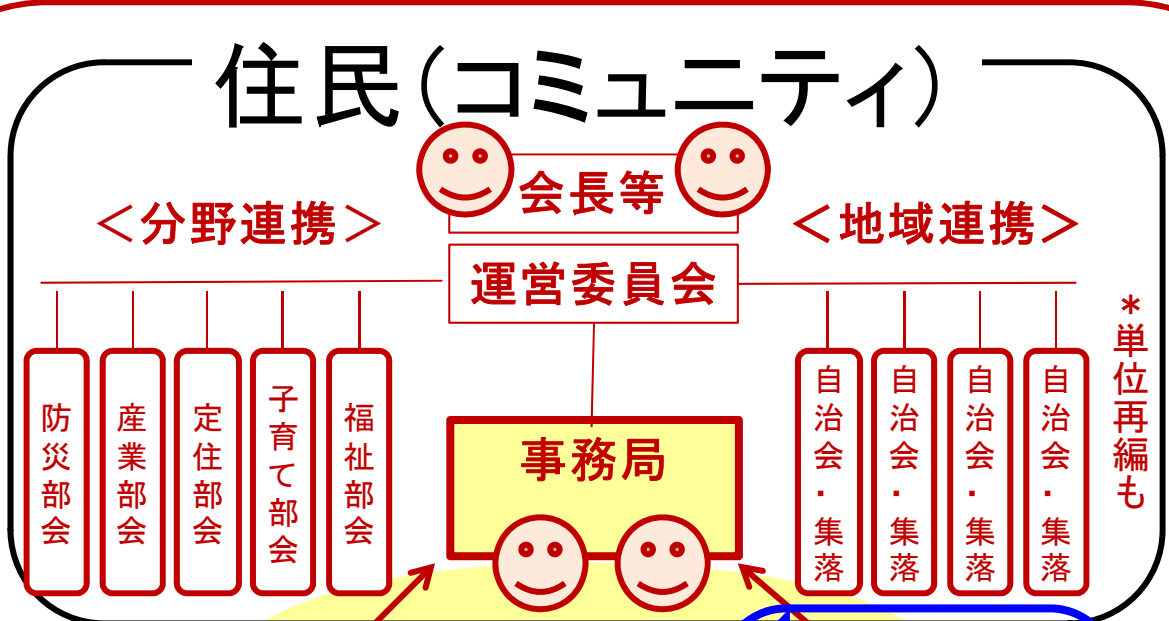 住民（コミュニティ）
会長等
＜分野連携＞
＜地域連携＞
運営委員会
＊単位再編も
防災部会
産業部会
定住部会
子育て部会
福祉部会
事務局
自治会・集落
自治会・集落
自治会・集落
自治会・集落